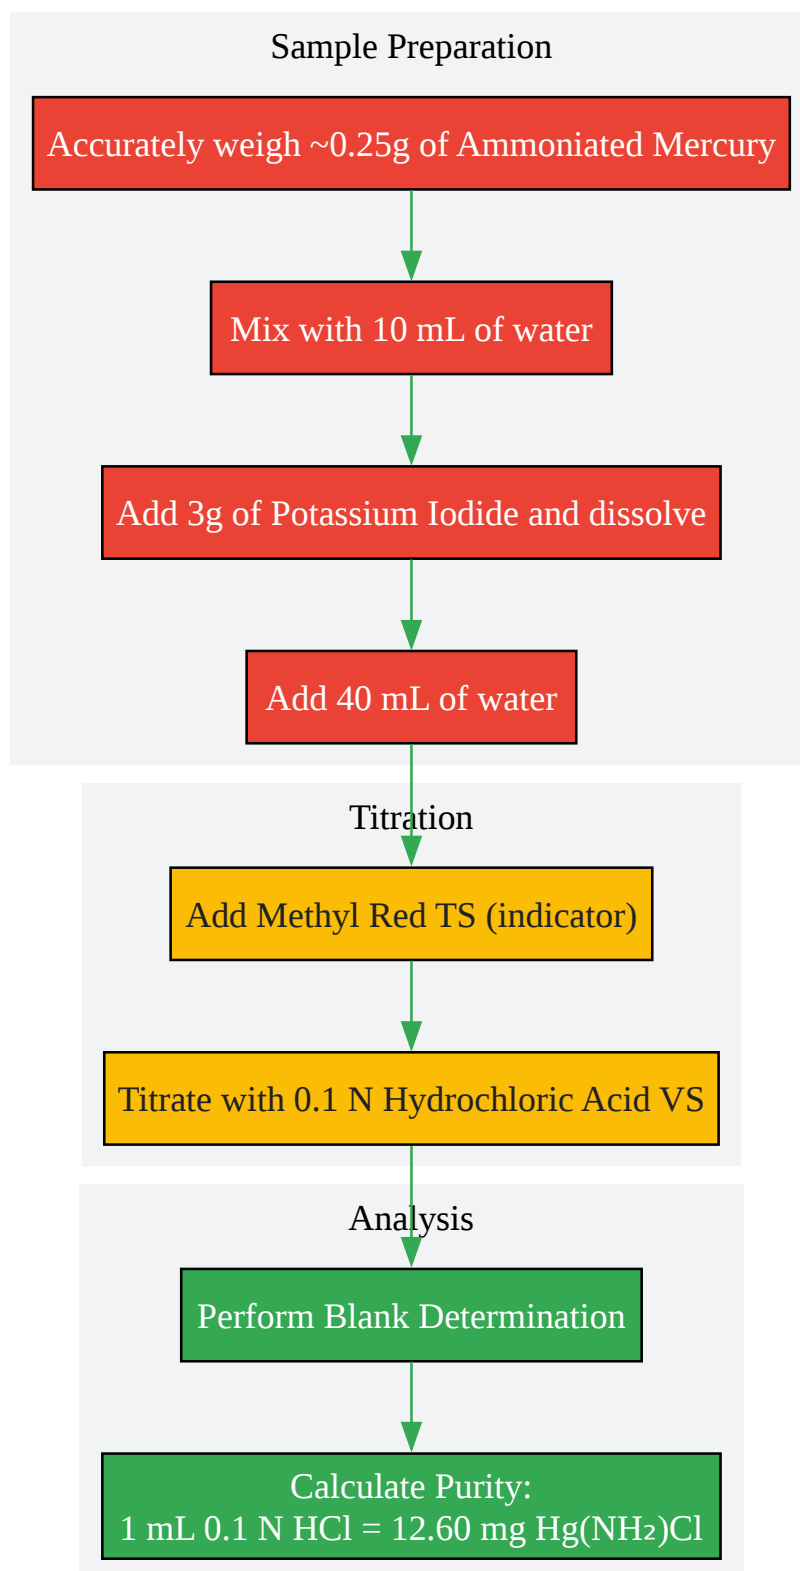 Sample Preparation
Accurately weigh ~0.25g of Ammoniated Mercury
Mix with 10 mL of water
Add 3g of Potassium Iodide and dissolve
Add 40 mL of water
Titration
Add Methyl Red TS (indicator)
Titrate with 0.1 N Hydrochloric Acid VS
Analysis
Perform Blank Determination
Calculate Purity:
1 mL 0.1 N HCl = 12.60 mg Hg(NH₂)Cl